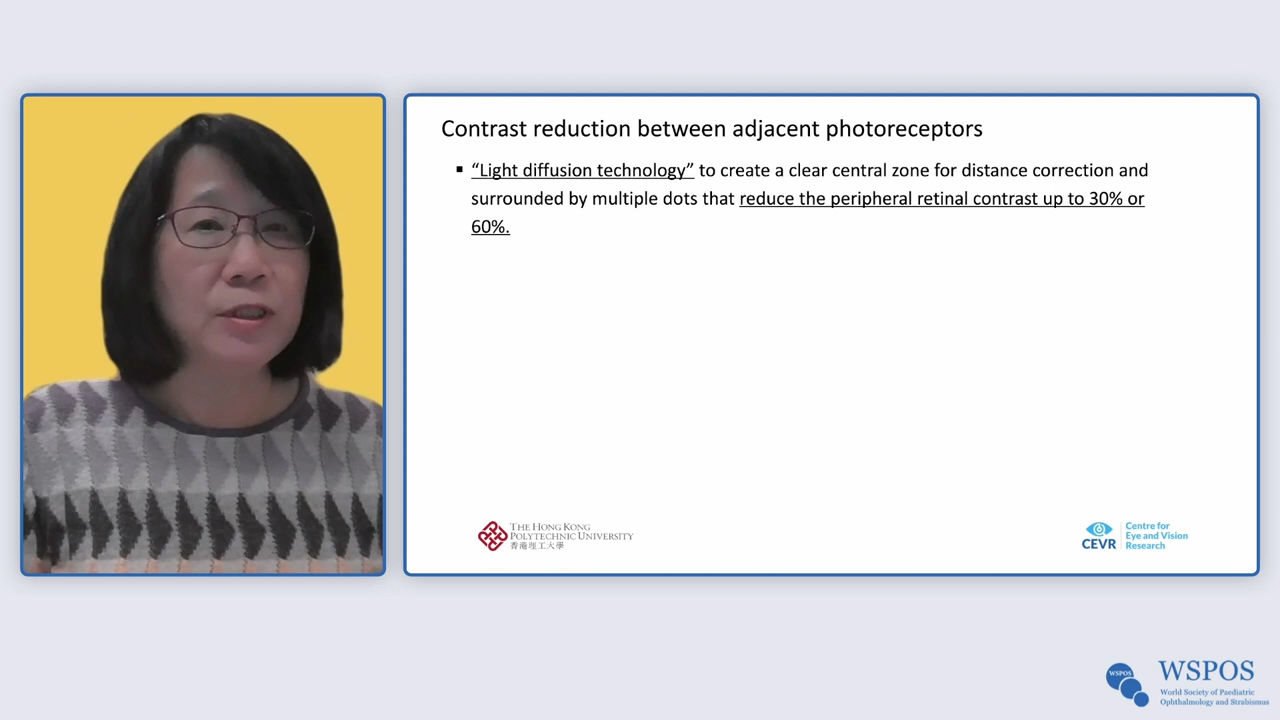 Contrast reduction between adjacent photoreceptors
▪ “Light diffusion technology” to create a clear central zone for distance correction and
surrounded by multiple dots that reduce the peripheral retinal contrast up to 30% or
60%.
THE HONG KONG
POLYTECHNIC UNIVERSITY
香港理工大學
CEVR
Centre for
Eye and Vision
Research
WSPOS
WSPOS
World Society of Paediatric
Ophthalmology and Strabismus